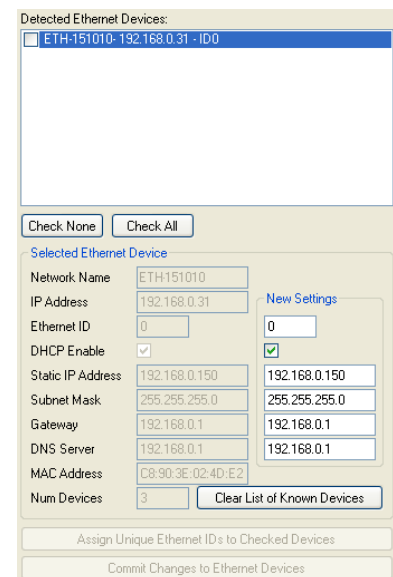 Detected Ethernet Devices:
ETH-151010- 192.168.0.31 - ID0
Check None Check All
Selected Ethernet Device
Network Name ETH-151010
IP Address 192.168.0.31 New Settings
Ethernet ID 0 0
DHCP Enable
Static IP Address 192.168.0.150 192.168.0.150
Subnet Mask 255.255.255.0 255.255.255.0
Gateway 192.168.0.1 192.168.0.1
DNS Server 192.168.0.1 192.168.0.1
MAC Address C8:90:3E:02:4D:E2
Num Devices 3 Clear List of Known Devices
Assign Unique Ethernet IDs to Checked Devices
Commit Changes to Ethernet Devices